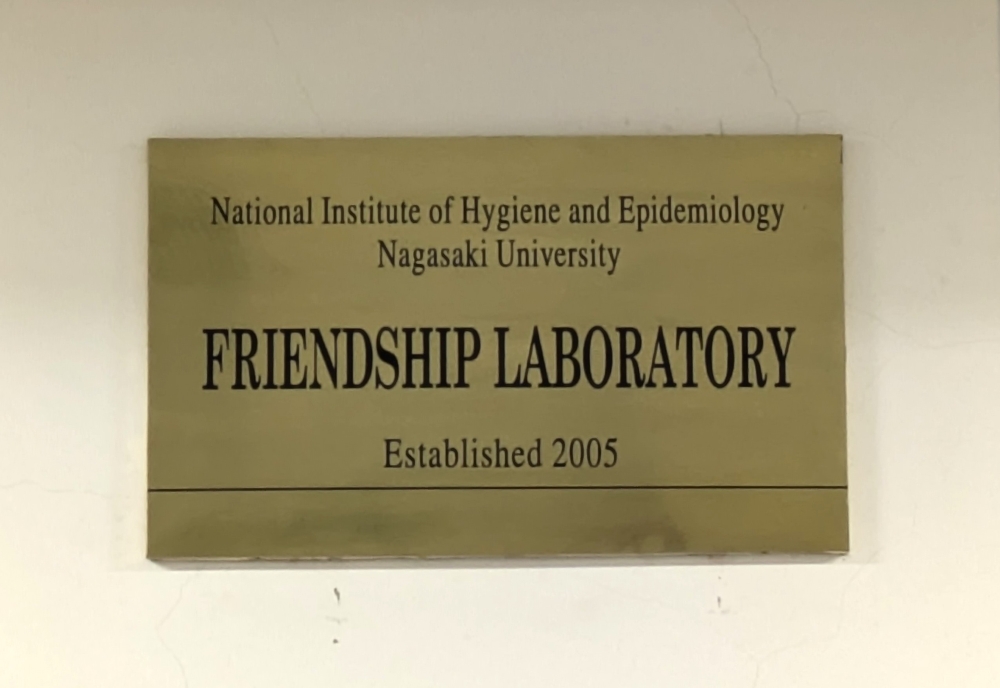 National Institute of Hygiene and Epidemiology
Nagasaki University
FRIENDSHIP LABORATORY
Established 2005